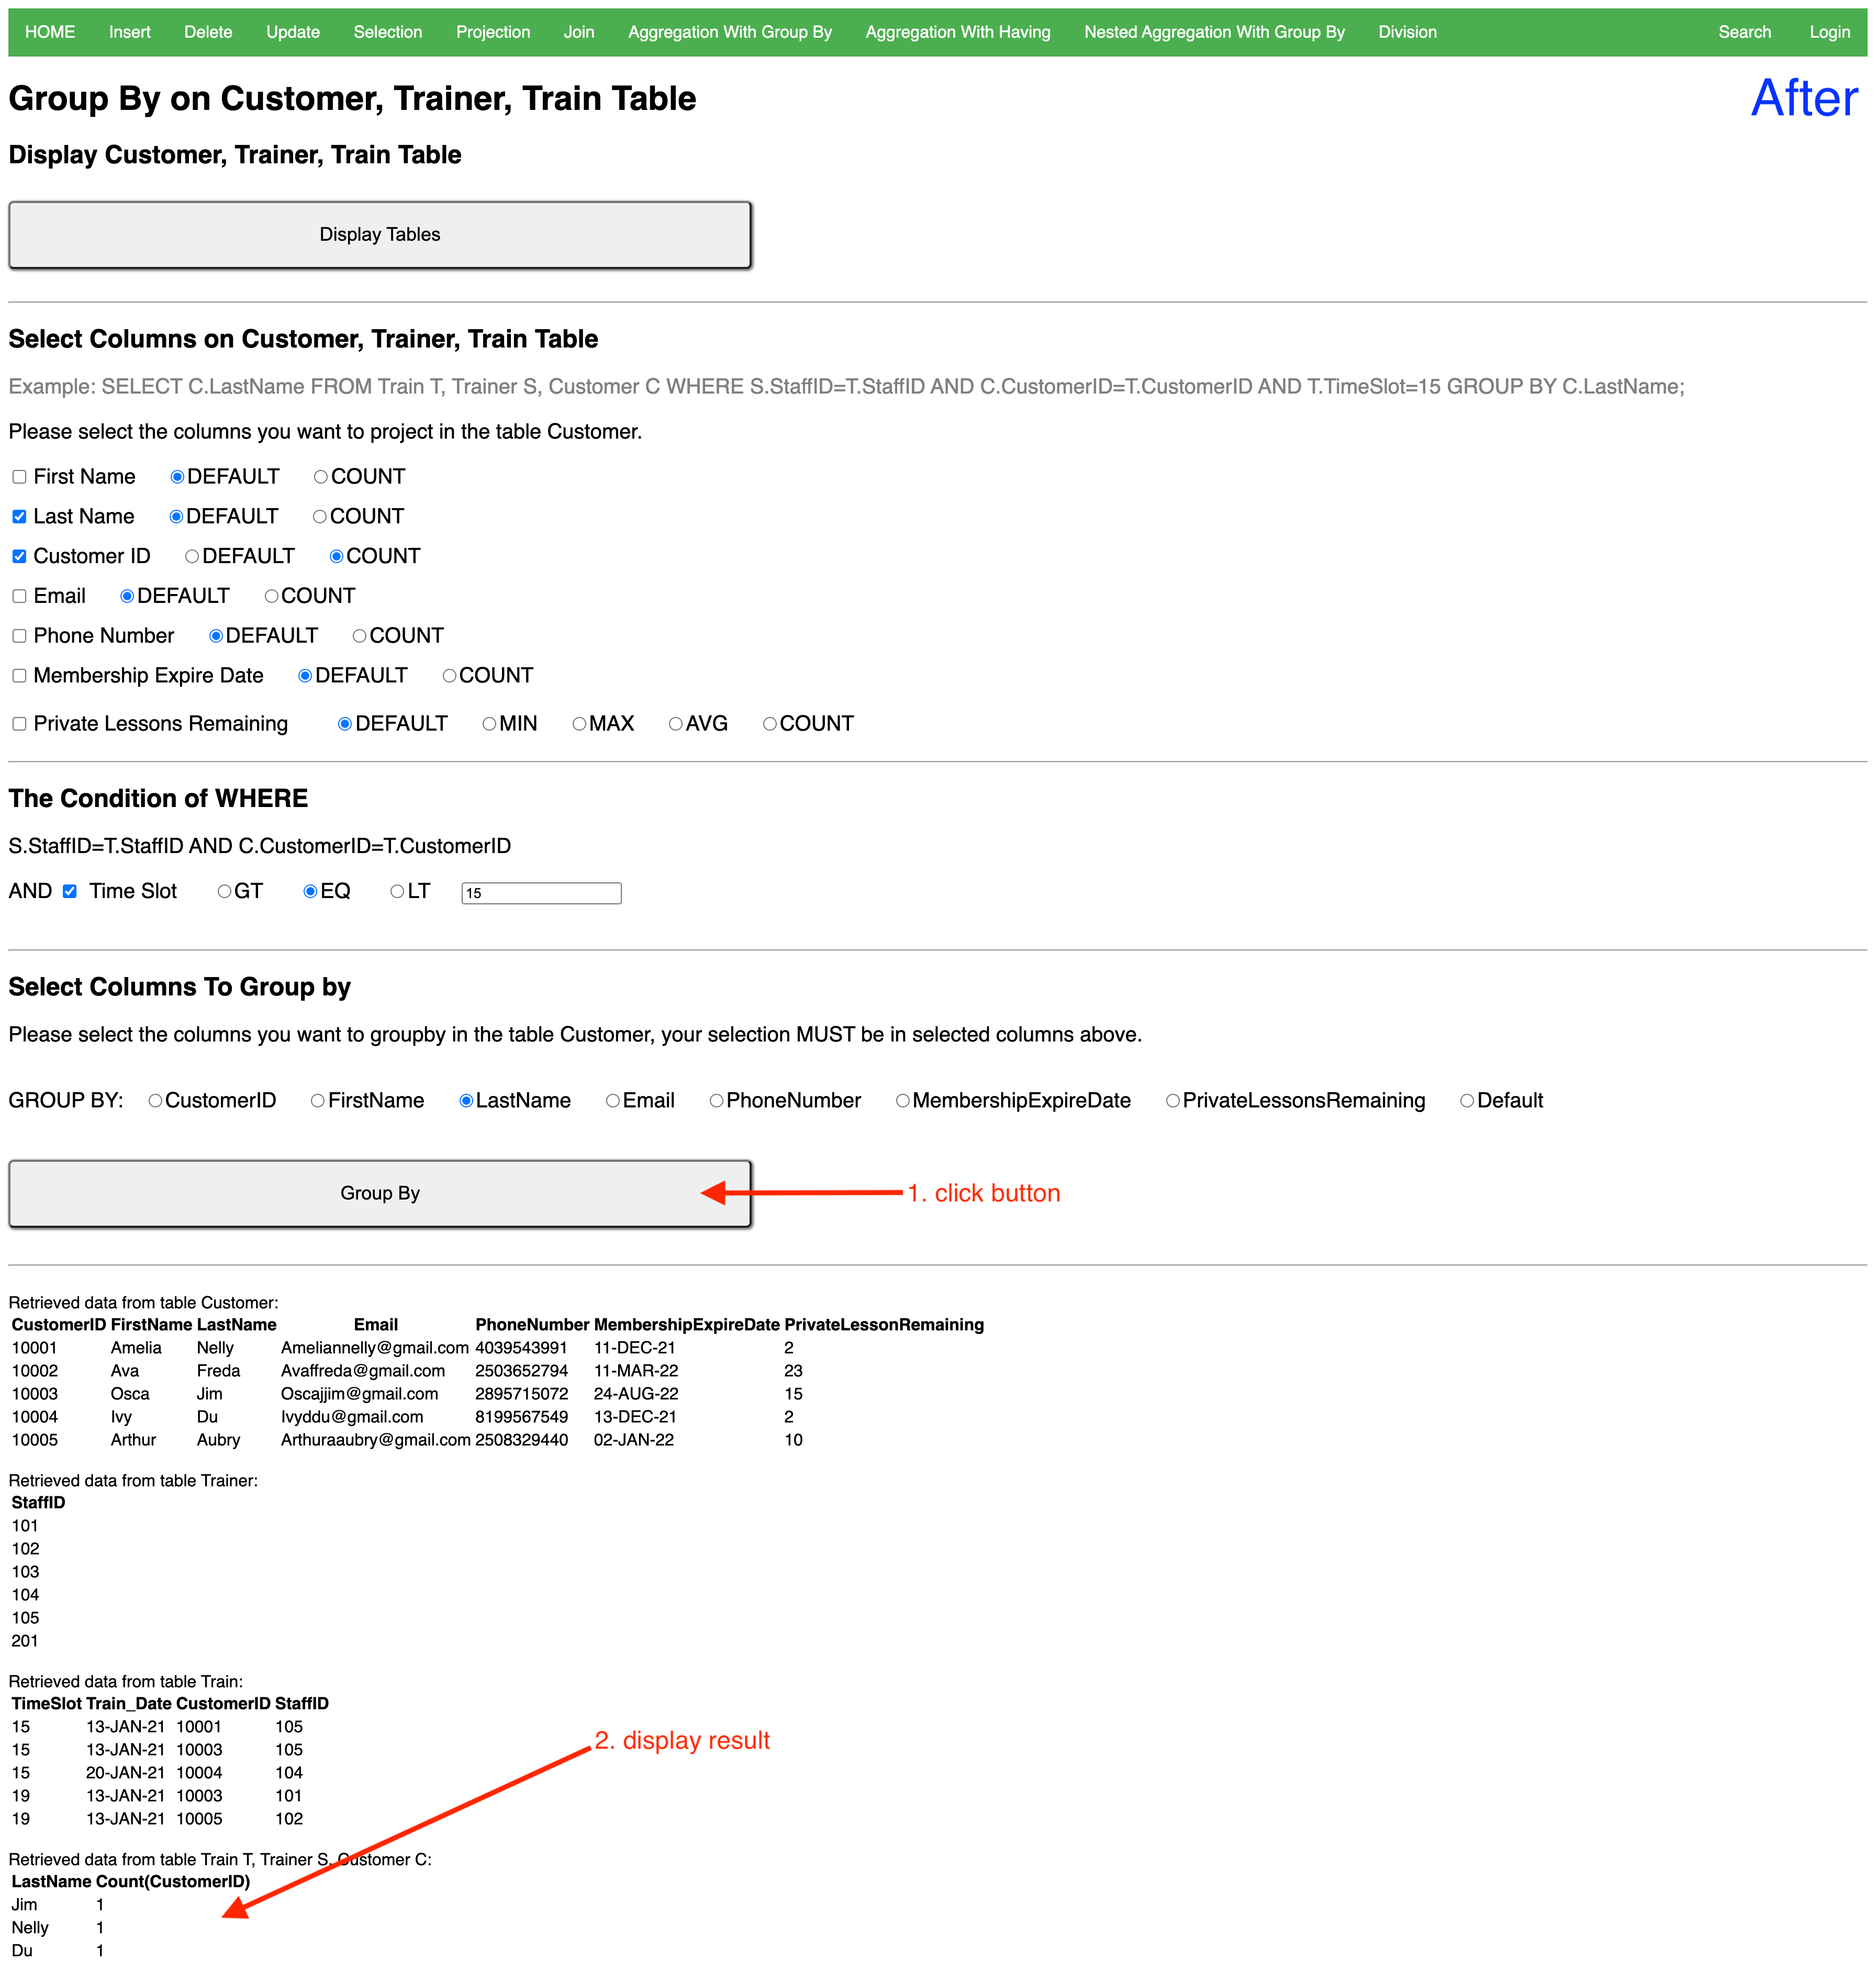 HOME Insert Delete Update Selection Projection Join Aggregation With Group By Aggregation With Having Nested Aggregation With Group By Division Search Login
Group By on Customer, Trainer, Train Table
After
Display Customer, Trainer, Train Table
Display Tables
Select Columns on Customer, Trainer, Train Table
Example: SELECT C.LastName FROM Train T, Trainer S, Customer C WHERE S.StaffID=T.StaffID AND C.CustomerID=T.CustomerID AND T.TimeSlot=15 GROUP BY C.LastName;
Please select the columns you want to project in the table Customer.
First Name DEFAULT COUNT
Last Name DEFAULT COUNT
Customer ID DEFAULT COUNT
Email DEFAULT COUNT
Phone Number DEFAULT COUNT
Membership Expire Date DEFAULT COUNT
Private Lessons Remaining DEFAULT MIN MAX AVG COUNT
The Condition of WHERE
S.StaffID=T.StaffID AND C.CustomerID=T.CustomerID
AND Time Slot GT EQ LT 15
Select Columns To Group by
Please select the columns you want to groupby in the table Customer, your selection MUST be in selected columns above.
GROUP BY: CustomerID FirstName LastName Email PhoneNumber MembershipExpireDate PrivateLessonsRemaining Default
Group By
1. click button
Retrieved data from table Customer:
CustomerID FirstName LastName Email PhoneNumber MembershipExpireDate PrivateLessonRemaining
10001 Amelia Nelly Ameliannelly@gmail.com 4039543991 11-DEC-21 2
10002 Ava Freda Avaffreda@gmail.com 2503652794 11-MAR-22 23
10003 Osca Jim Oscajjim@gmail.com 2895715072 24-AUG-22 15
10004 Ivy Du Ivyddu@gmail.com 8199567549 13-DEC-21 2
10005 Arthur Aubry Arthuraaubry@gmail.com 2508329440 02-JAN-22 10
Retrieved data from table Trainer:
StaffID
101
102
103
104
105
201
Retrieved data from table Train:
TimeSlot Train_Date CustomerID StaffID
15 13-JAN-21 10001 105
15 13-JAN-21 10003 105
15 20-JAN-21 10004 104
19 13-JAN-21 10003 101
19 13-JAN-21 10005 102
2. display result
Retrieved data from table Train T, Trainer S, Customer C:
LastName Count(CustomerID)
Jim 1
Nelly 1
Du 1